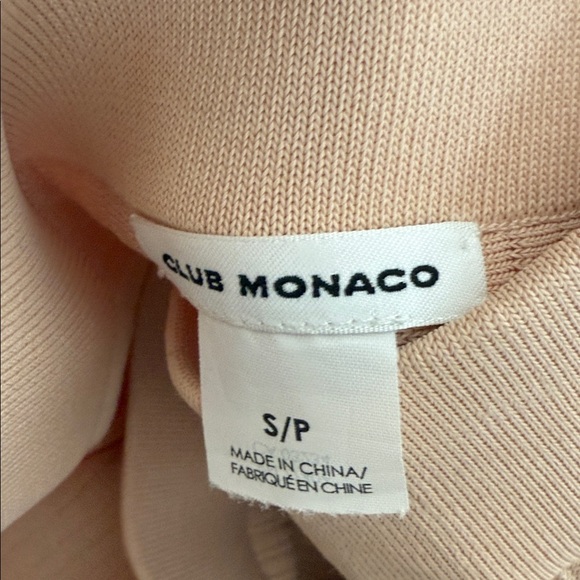 CLUB MONACO
S/P
MADE IN CHINA/
FABRIQUÉ EN CHINE